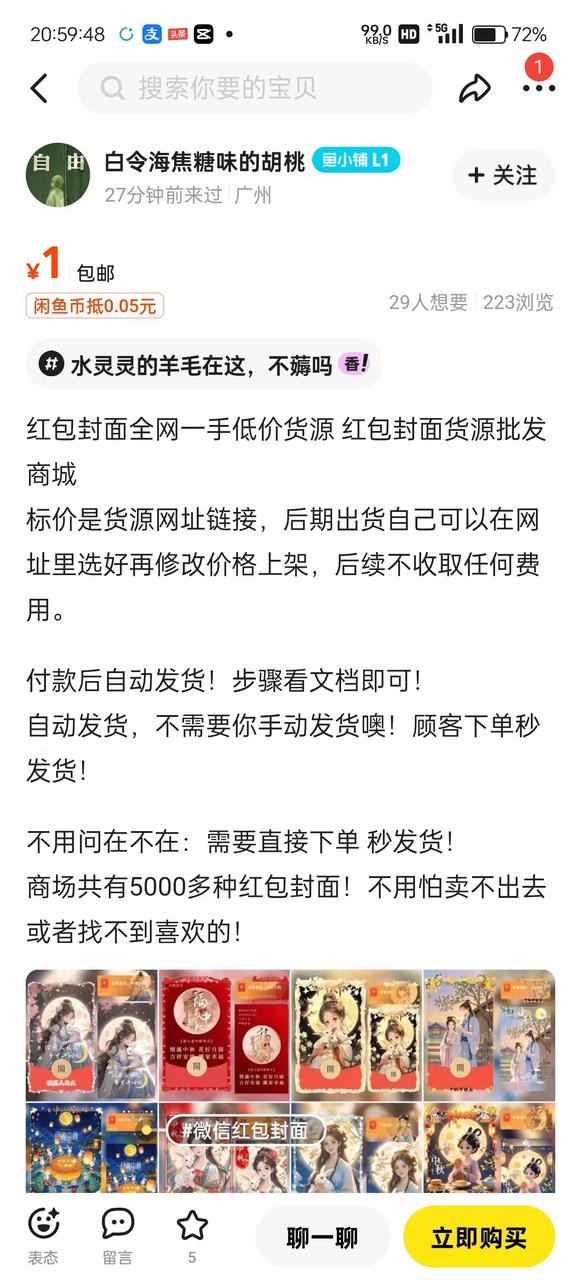 20:59:48
支
头条
99.0 KB/S HD 5G 72%
搜索你要的宝贝
1
自由
白令海焦糖味的胡桃 鱼小铺 L1
27分钟前来过 广州
+ 关注
¥1 包邮
闲鱼币抵0.05元
29人想要 223浏览
# 水灵灵的羊毛在这，不薅吗 香!
红包封面全网一手低价货源 红包封面货源批发
商城
标价是货源网址链接，后期出货自己可以在网
址里选好再修改价格上架，后续不收取任何费
用。
付款后自动发货！步骤看文档即可！
自动发货，不需要你手动发货噢！顾客下单秒
发货！
不用问在不在：需要直接下单 秒发货！
商场共有5000多种红包封面！不用怕卖不出去
或者找不到喜欢的！
開
開
開
開
#微信红包封面
中秋
表态
留言
5
聊一聊
立即购买